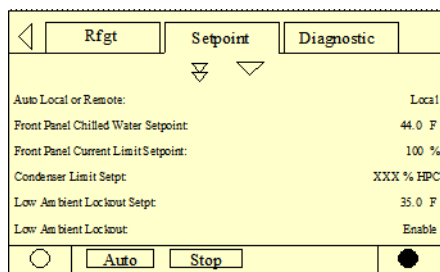 Rfgt Setpoint Diagnostic
Auto Local or Remote: Local
Front Panel Chilled Water Setpoint: 44.0 F
Front Panel Current Limit Setpoint: 100 %
Condenser Limit Setpt: XXX % HPC
Low Ambient Lockout Setpt: 35.0 F
Low Ambient Lockout: Enable
Auto Stop